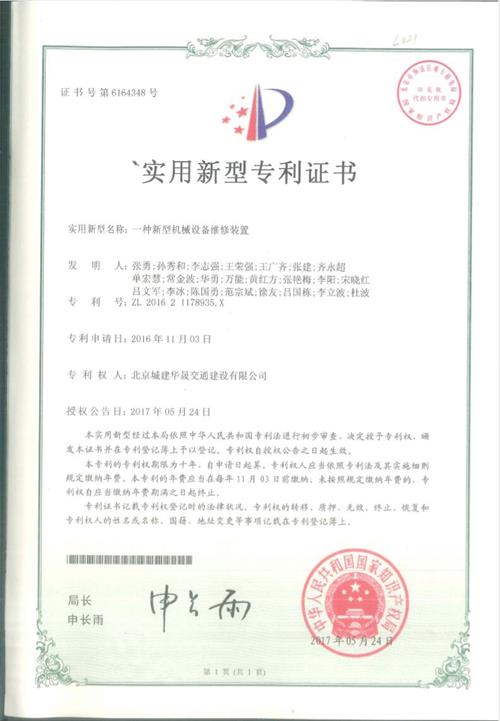 证书号第6164348号
实用新型专利证书
实用新型名称：一种新型机械设备维修装置
发 明 人：张勇;孙秀和;李志强;王荣强;王广齐;张建;齐永超
单宏慧;常金波;华勇;万能;黄红方;张艳梅;李阳;宋晓红
吕文军;李冰;陈国勇;范宗斌;徐友;吕国栋;李立波;杜波
专 利 号：ZL 2016 2 1178935.X
专利申请日：2016年11月03日
专 利 权 人：北京城建华晟交通建设有限公司
授权公告日：2017年05月24日
本实用新型经过本局依照中华人民共和国专利法进行初步审查，决定授予专利权，颁
发本证书并在专利登记簿上予以登记。专利权自授权公告之日起生效。
本专利的专利权期限为十年，自申请日起算。专利权人应当依照专利法及其实施细则
规定缴纳年费。本专利的年费应当在每年11月03日前缴纳。未按照规定缴纳年费的，专利
权自应当缴纳年费期满之日起终止。
专利证书记载专利权登记时的法律状况。专利权的转移、质押、无效、终止、恢复和
专利权人的姓名或名称、国籍、地址变更等事项记载在专利登记簿上。
局长
申长雨
申长雨
中华人民共和国国家知识产权局
2017年05月24日
第1页（共1页）